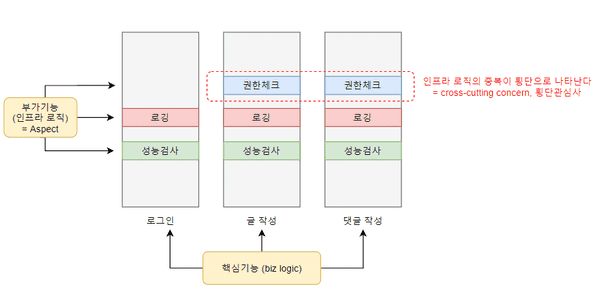 권한체크
권한체크
인프라 로직의 중복이 횡단으로 나타난다
= cross-cutting concern, 횡단관심사
부가기능
(인프라 로직)
= Aspect
로깅
로깅
로깅
성능검사
성능검사
성능검사
로그인
글 작성
댓글 작성
핵심기능 (biz logic)